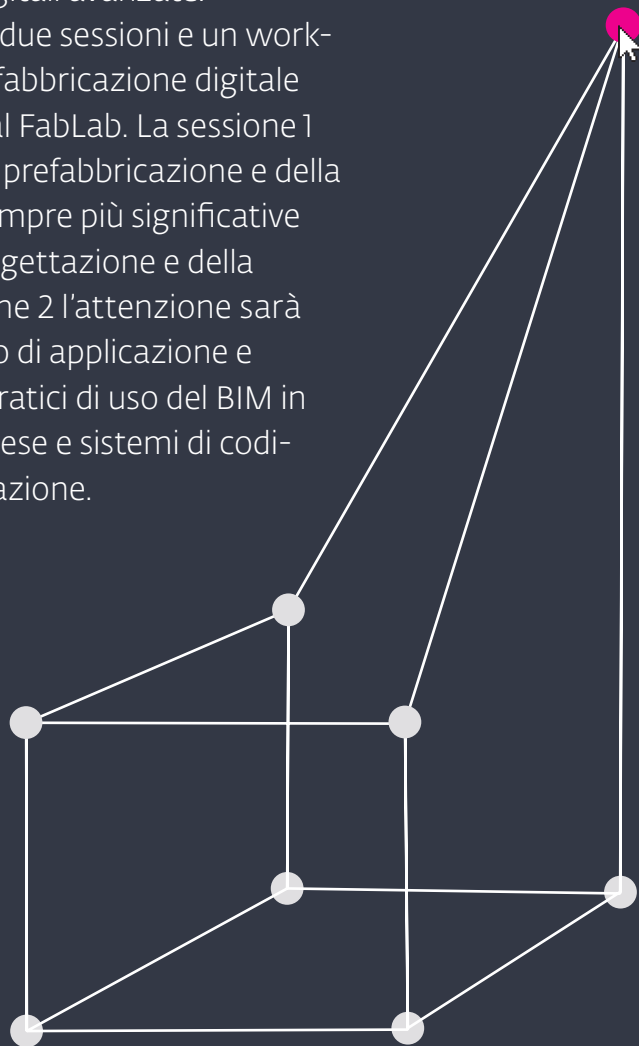 due sessioni e un work-
fabbricazione digitale
al FabLab. La sessione 1
prefabbricazione e della
mpre più significative
gettazione e della
ne 2 l'attenzione sarà
o di applicazione e
ratici di uso del BIM in
ese e sistemi di codi-
azione.